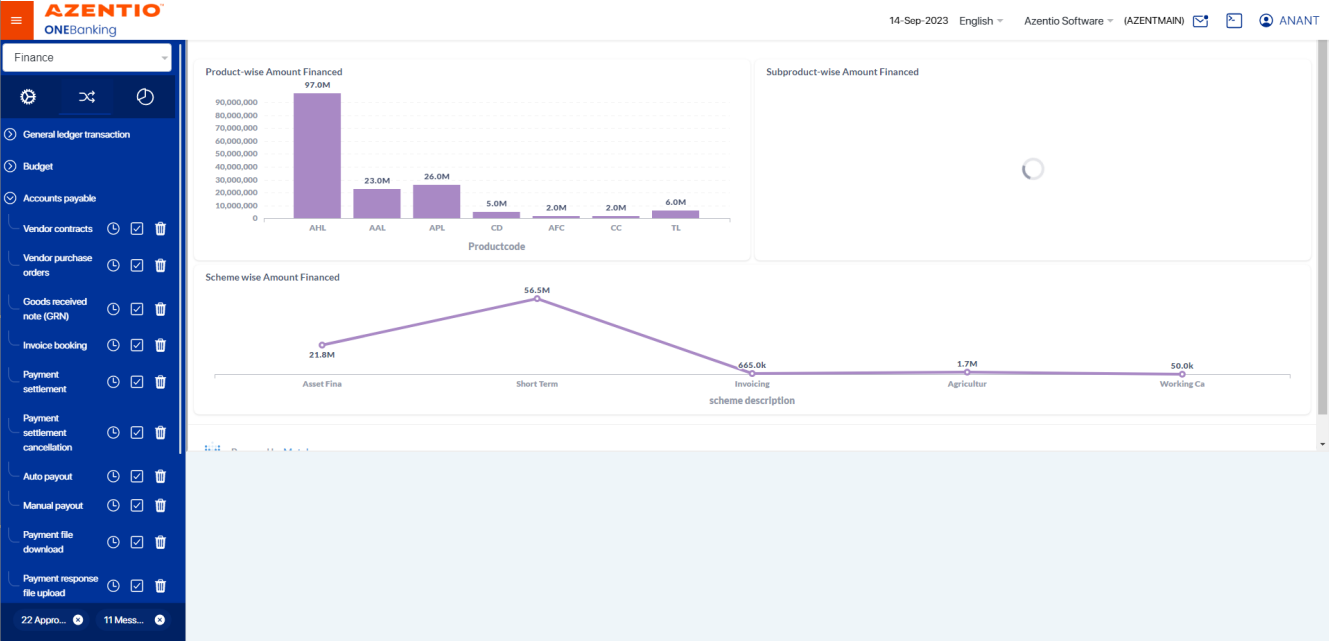 AZENTIO
ONEBanking
14-Sep-2023 English Azentio Software (AZENTMAIN) ANANT
Finance
General ledger transaction
Budget
Accounts payable
Vendor contracts
Vendor purchase
orders
Goods received
note (GRN)
Invoice booking
Payment
settlement
Payment
settlement
cancellation
Auto payout
Manual payout
Payment file
download
Payment response
file upload
22 Appro... 11 Mess...
Product-wise Amount Financed
97.0M
90,000,000
80,000,000
70,000,000
60,000,000
50,000,000
40,000,000
30,000,000
20,000,000
10,000,000
0
23.0M
26.0M
5.0M
2.0M
2.0M
6.0M
AHL AAL APL CD AFC CC TL
Productcode
Subproduct-wise Amount Financed
Scheme wise Amount Financed
56.5M
21.8M
665.0k
1.7M
50.0k
Asset Fina Short Term Invoicing Agricultur Working Ca
scheme description